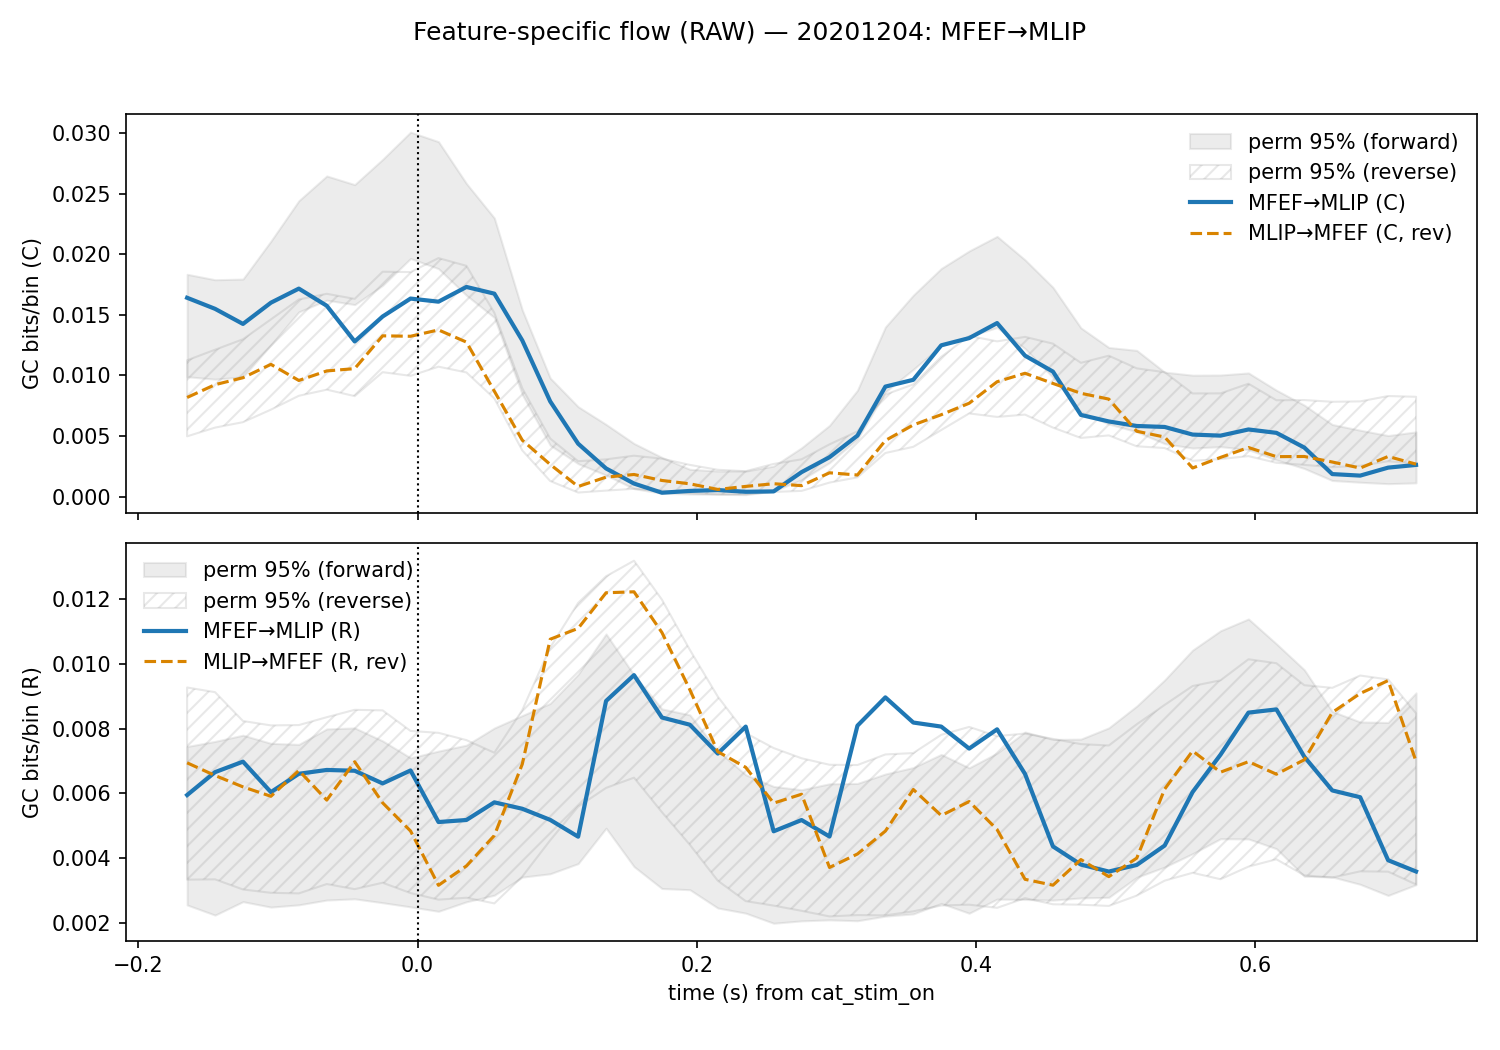 Feature-specific flow (RAW) — 20201204: MFEF→MLIP
GC bits/bin (C)
0.030
0.025
0.020
0.015
0.010
0.005
0.000
perm 95% (forward)
perm 95% (reverse)
MFEF→MLIP (C)
MLIP→MFEF (C, rev)
GC bits/bin (R)
0.012
0.010
0.008
0.006
0.004
0.002
perm 95% (forward)
perm 95% (reverse)
MFEF→MLIP (R)
MLIP→MFEF (R, rev)
−0.2 0.0 0.2 0.4 0.6
time (s) from cat_stim_on